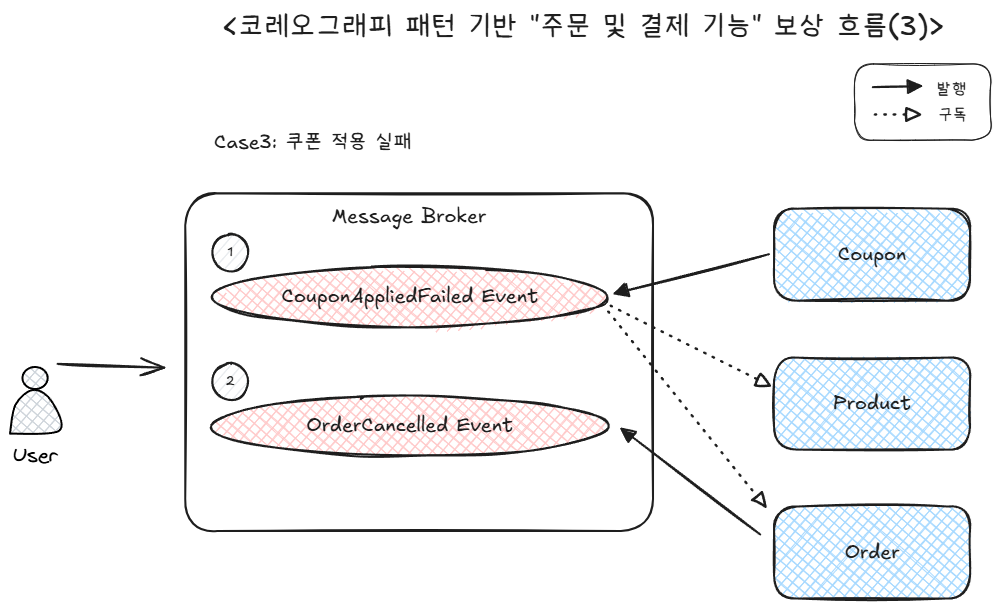 <코레오그래피 패턴 기반 "주문 및 결제 기능" 보상 흐름(3)>
발행
구독
Case3: 쿠폰 적용 실패
Message Broker
1
CouponAppliedFailed Event
Coupon
2
OrderCancelled Event
Product
User
Order